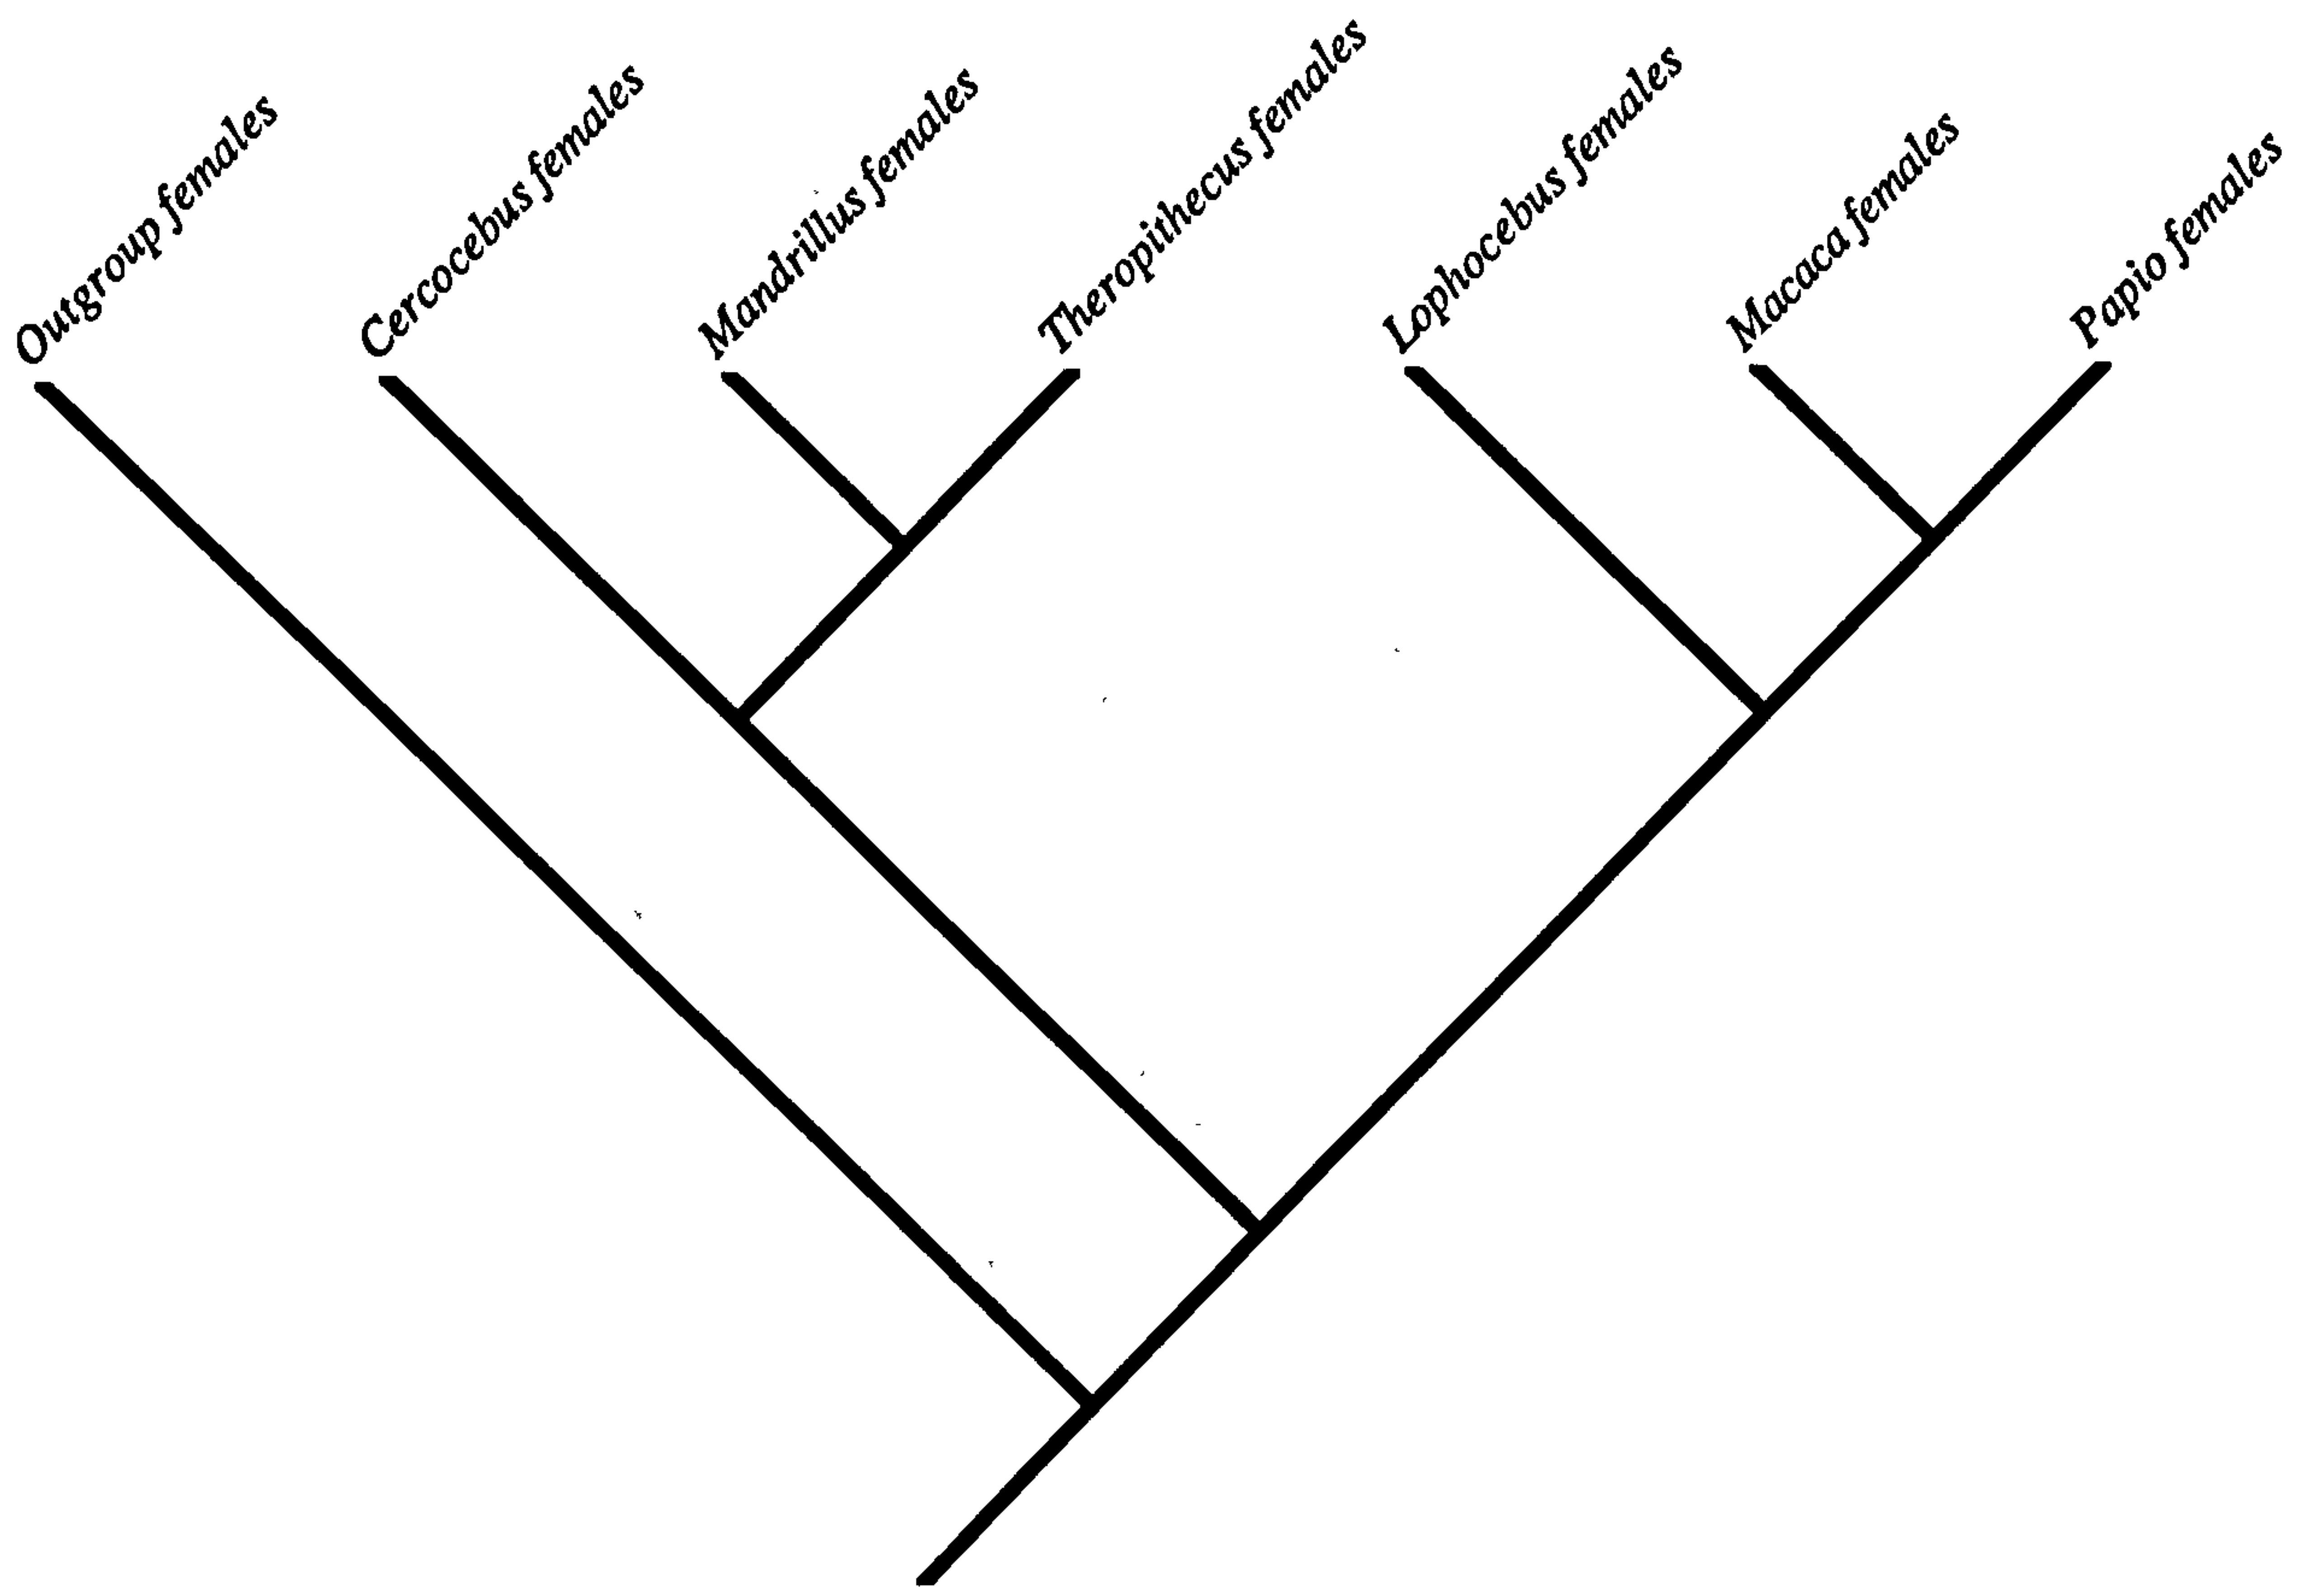 Outgroup females
Cercocebus females
Mandrillus females
Theropithecus females
Lophocebus females
Macaca females
Papio females